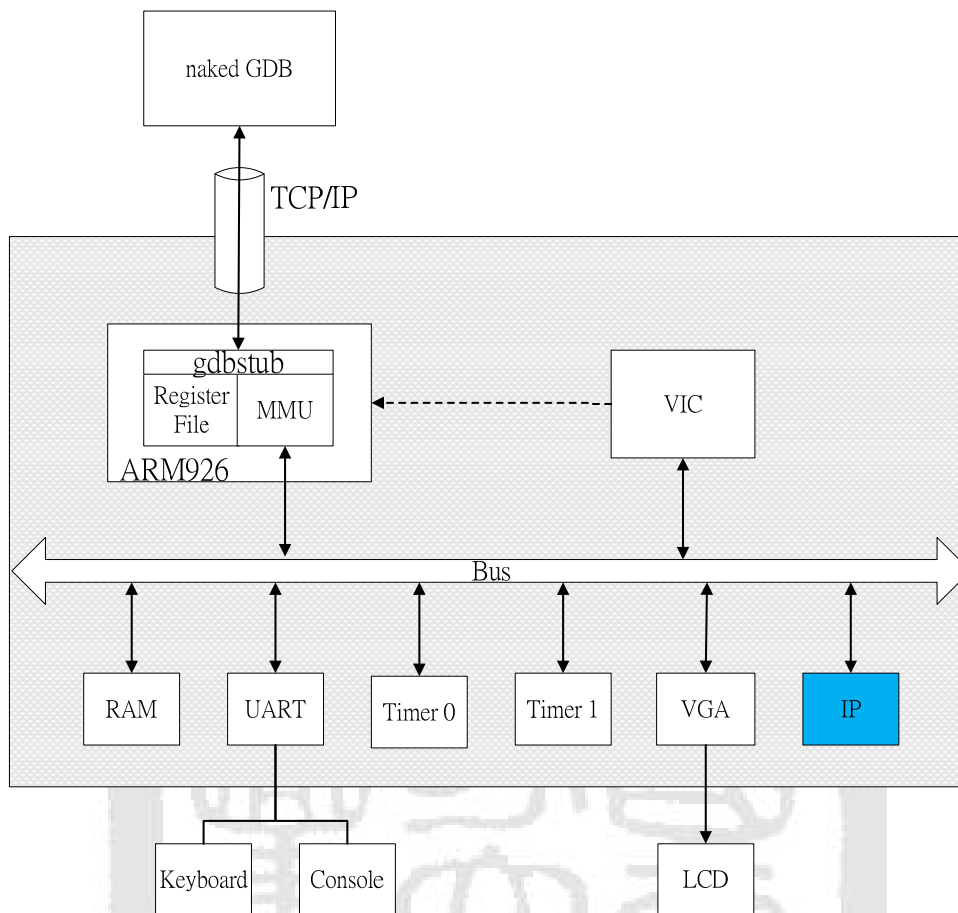 naked GDB
TCP/IP
gdbstub
Register
File
MMU
ARM926
VIC
Bus
RAM
UART
Timer 0
Timer 1
VGA
IP
Keyboard
Console
LCD